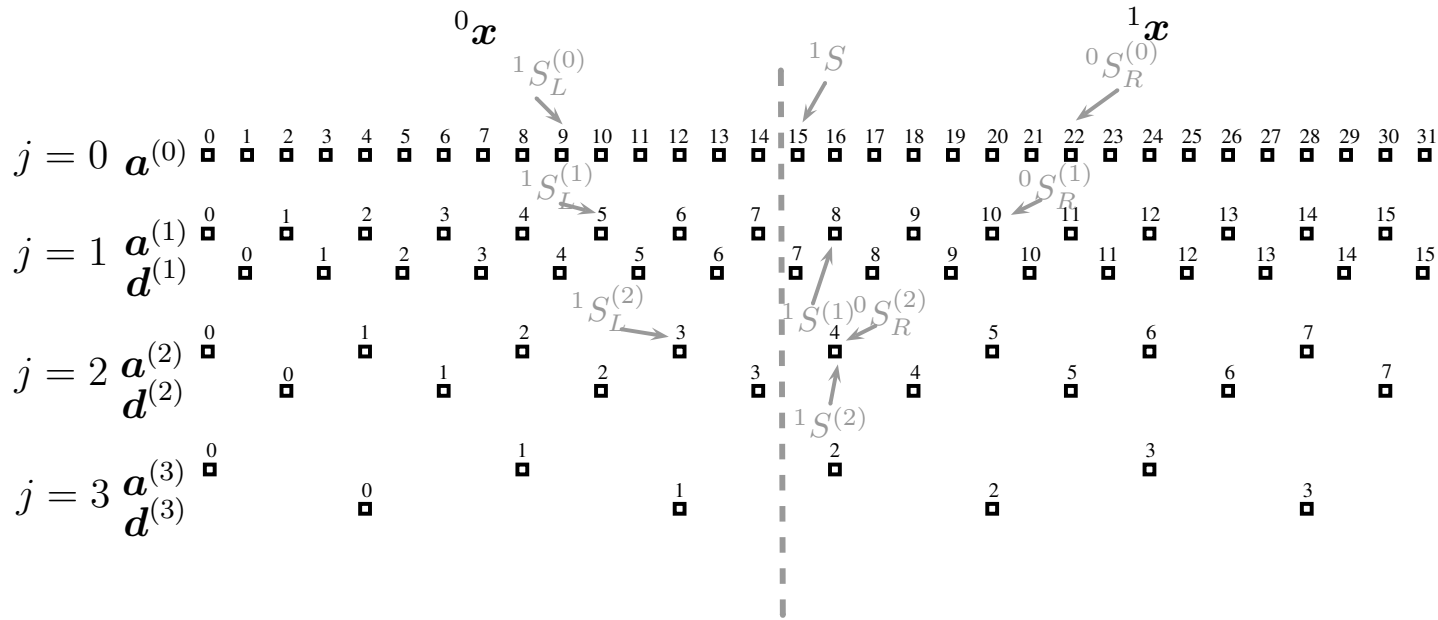 ⁰x ¹x
¹S_L^(0) ¹S ⁰S_R^(0)
0 1 2 3 4 5 6 7 8 9 10 11 12 13 14 15 16 17 18 19 20 21 22 23 24 25 26 27 28 29 30 31
j = 0 a^(0)
¹S_L^(1) ⁰S_R^(1)
0 1 2 3 4 5 6 7 8 9 10 11 12 13 14 15
j = 1 a^(1)
d^(1)
0 1 2 3 4 5 6 7 8 9 10 11 12 13 14 15
¹S_L^(2) ¹S^(1) ⁰S_R^(2)
0 1 2 3 4 5 6 7
j = 2 a^(2)
d^(2)
0 1 2 3 4 5 6 7
¹S^(2)
0 1 2 3
j = 3 a^(3)
d^(3)
0 1 2 3